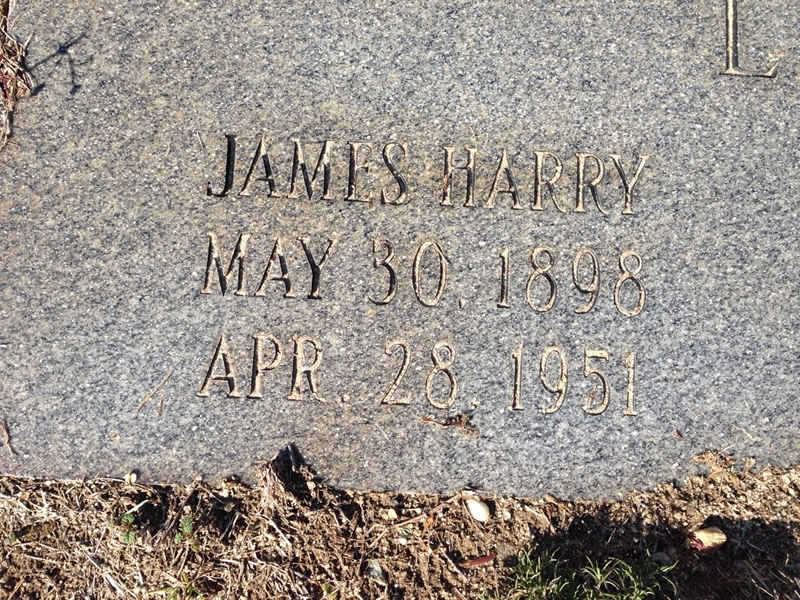 L
JAMES HARRY
MAY 30, 1898
APR. 28, 1951